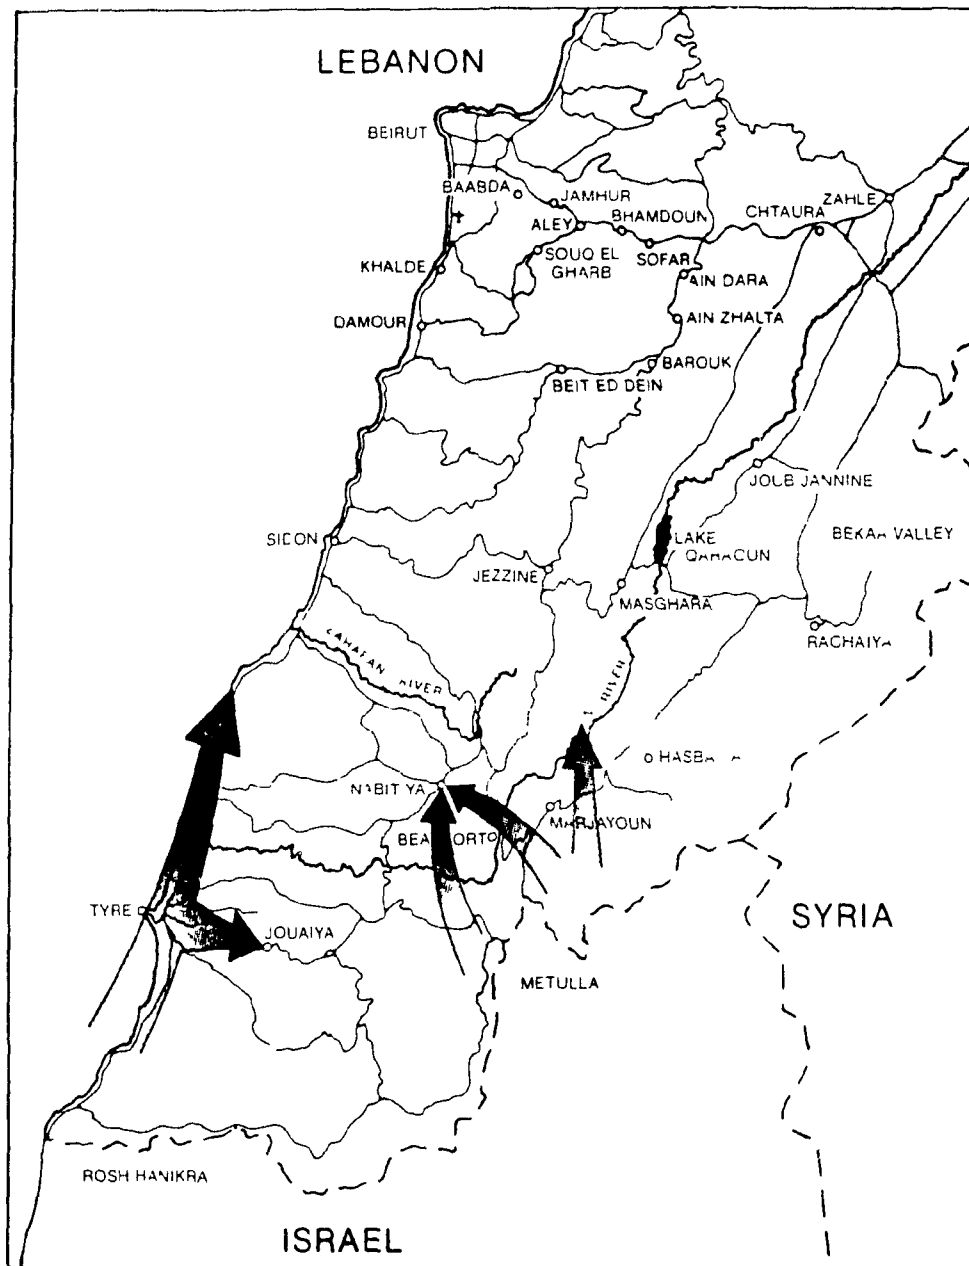 LEBANON
BEIRUT
BAABDA
JAMHUR
ZAHLE
ALEY
BHAMDOUN
CHTAURA
KHALDE
SOUQ EL
GHARB
SOFAR
AIN DARA
DAMOUR
AIN ZHALTA
BAROUK
BEIT ED DEIN
JOUB JANNINE
SIDON
LAKE
BEKAA VALLEY
JEZZINE
MASGHARA
RACHAIYA
RIVER
RIVER
MARJAYOUN
TYRE
SYRIA
JOUAIYA
METULLA
ROSH HANIKRA
ISRAEL